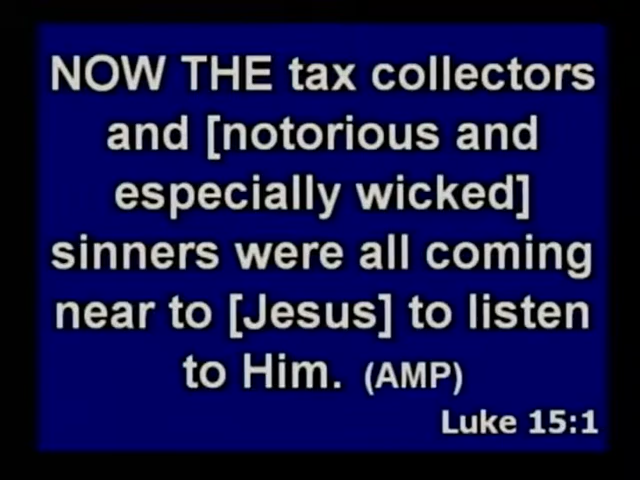 NOW THE tax collectors
and [notorious and
especially wicked]
sinners were all coming
near to [Jesus] to listen
to Him. (AMP)
Luke 15:1